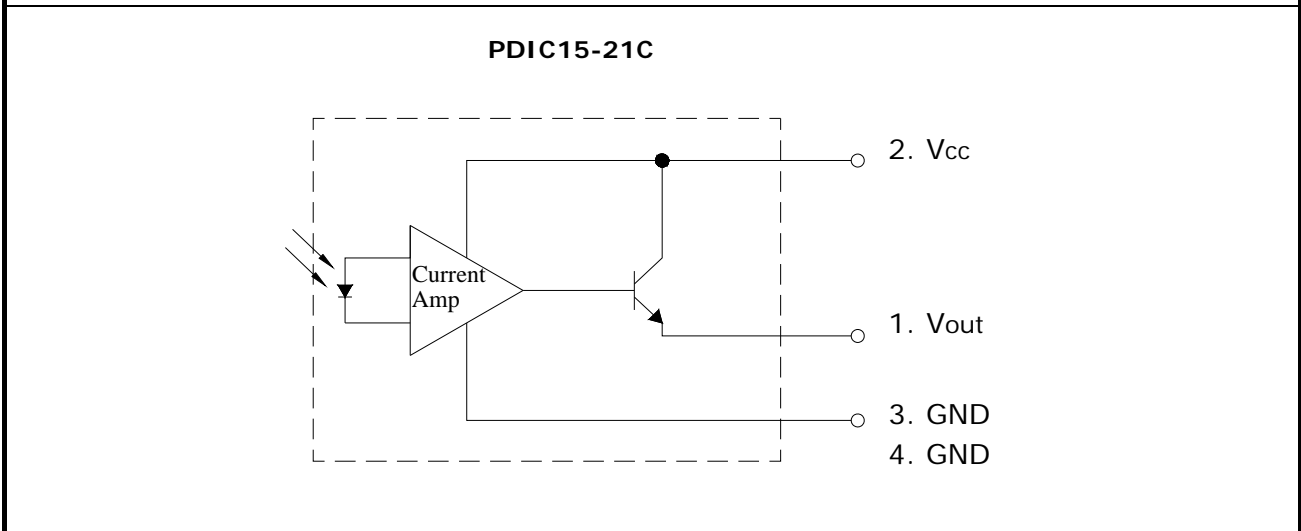 PDIC15-21C
2. Vcc
Current
Amp
1. Vout
3. GND
4. GND